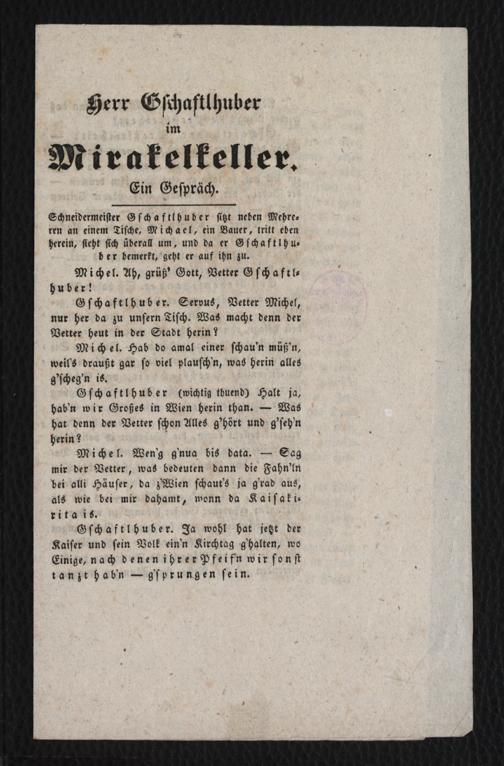 Herr Gschaftlhuber
im
Mirakelkeller.
Ein Gespräch.
Schneidermeister Gschaftlhuber sitzt neben Mehre-
ren an einem Tische, Michael, ein Bauer, tritt eben
herein, sieht sich überall um, und da er Gschaftlhu-
ber bemerkt, geht er auf ihn zu.
Michel. Ah, grüß' Gott, Vetter Gschaftl-
huber!
Gschaftlhuber. Servus, Vetter Michel,
nur her da zu unsern Tisch. Was macht denn der
Vetter heut in der Stadt herin?
Michel. Hab do amal einer schau'n müß'n,
weil's draußt gar so viel plausch'n, was herin alles
g'scheg'n is.
Gschaftlhuber (wichtig thuend) Halt ja,
hab'n wir Großes in Wien herin than. — Was
hat denn der Vetter schon Alles g'hört und g'seh'n
herin?
Michel. Wen'g g'nua bis data. — Sag
mir der Vetter, was bedeuten dann die Fahn'ln
bei alli Häuser, da z'Wien schaut's ja g'rad aus,
als wie bei mir dahamt, wonn da Kaisaki-
rita is.
Gschaftlhuber. Ja wohl hat jetzt der
Kaiser und sein Volk ein'n Kirchtag g'halten, wo
Einige, nach denen ihrer Pfeif'n wir sonst
tanzt hab'n — g'sprungen sein.